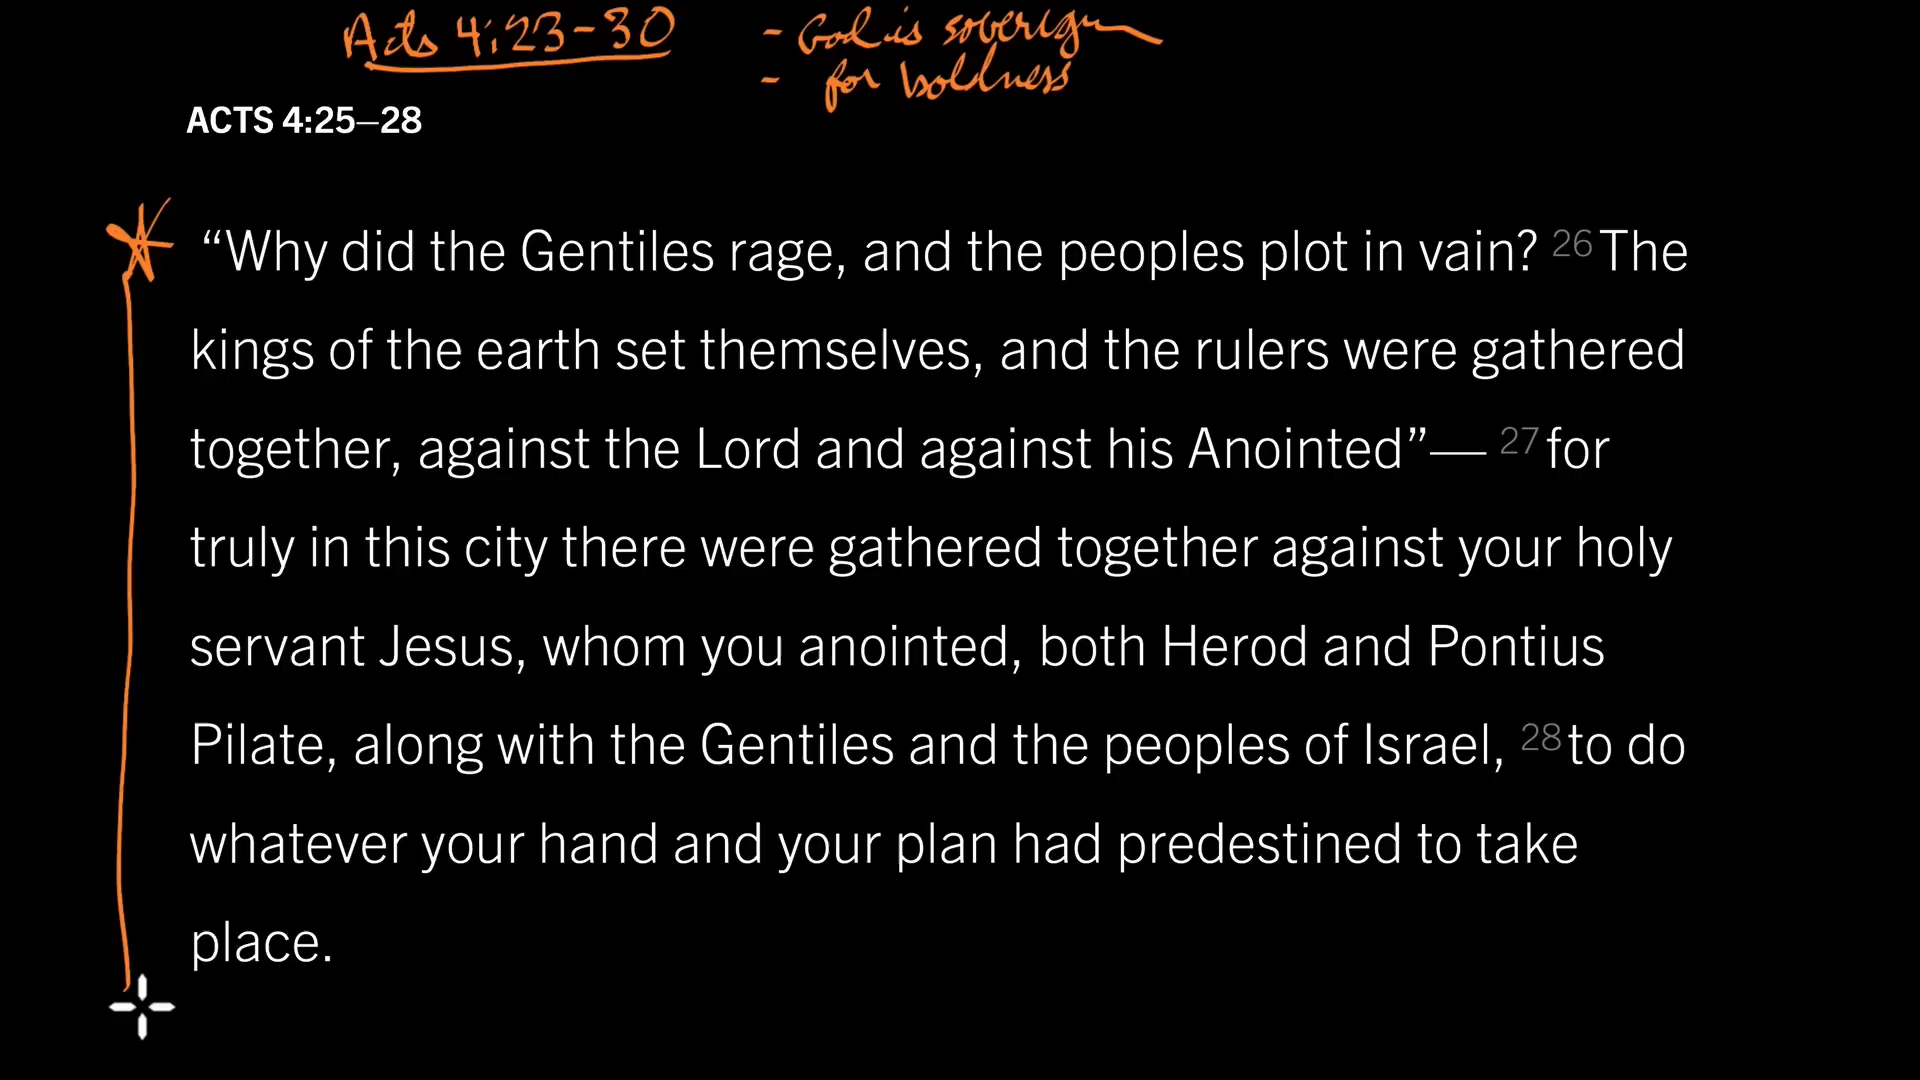 Acts 4:23-30
- God is sovereign
- for boldness
ACTS 4:25–28
“Why did the Gentiles rage, and the peoples plot in vain? 26 The
kings of the earth set themselves, and the rulers were gathered
together, against the Lord and against his Anointed”— 27 for
truly in this city there were gathered together against your holy
servant Jesus, whom you anointed, both Herod and Pontius
Pilate, along with the Gentiles and the peoples of Israel, 28 to do
whatever your hand and your plan had predestined to take
place.